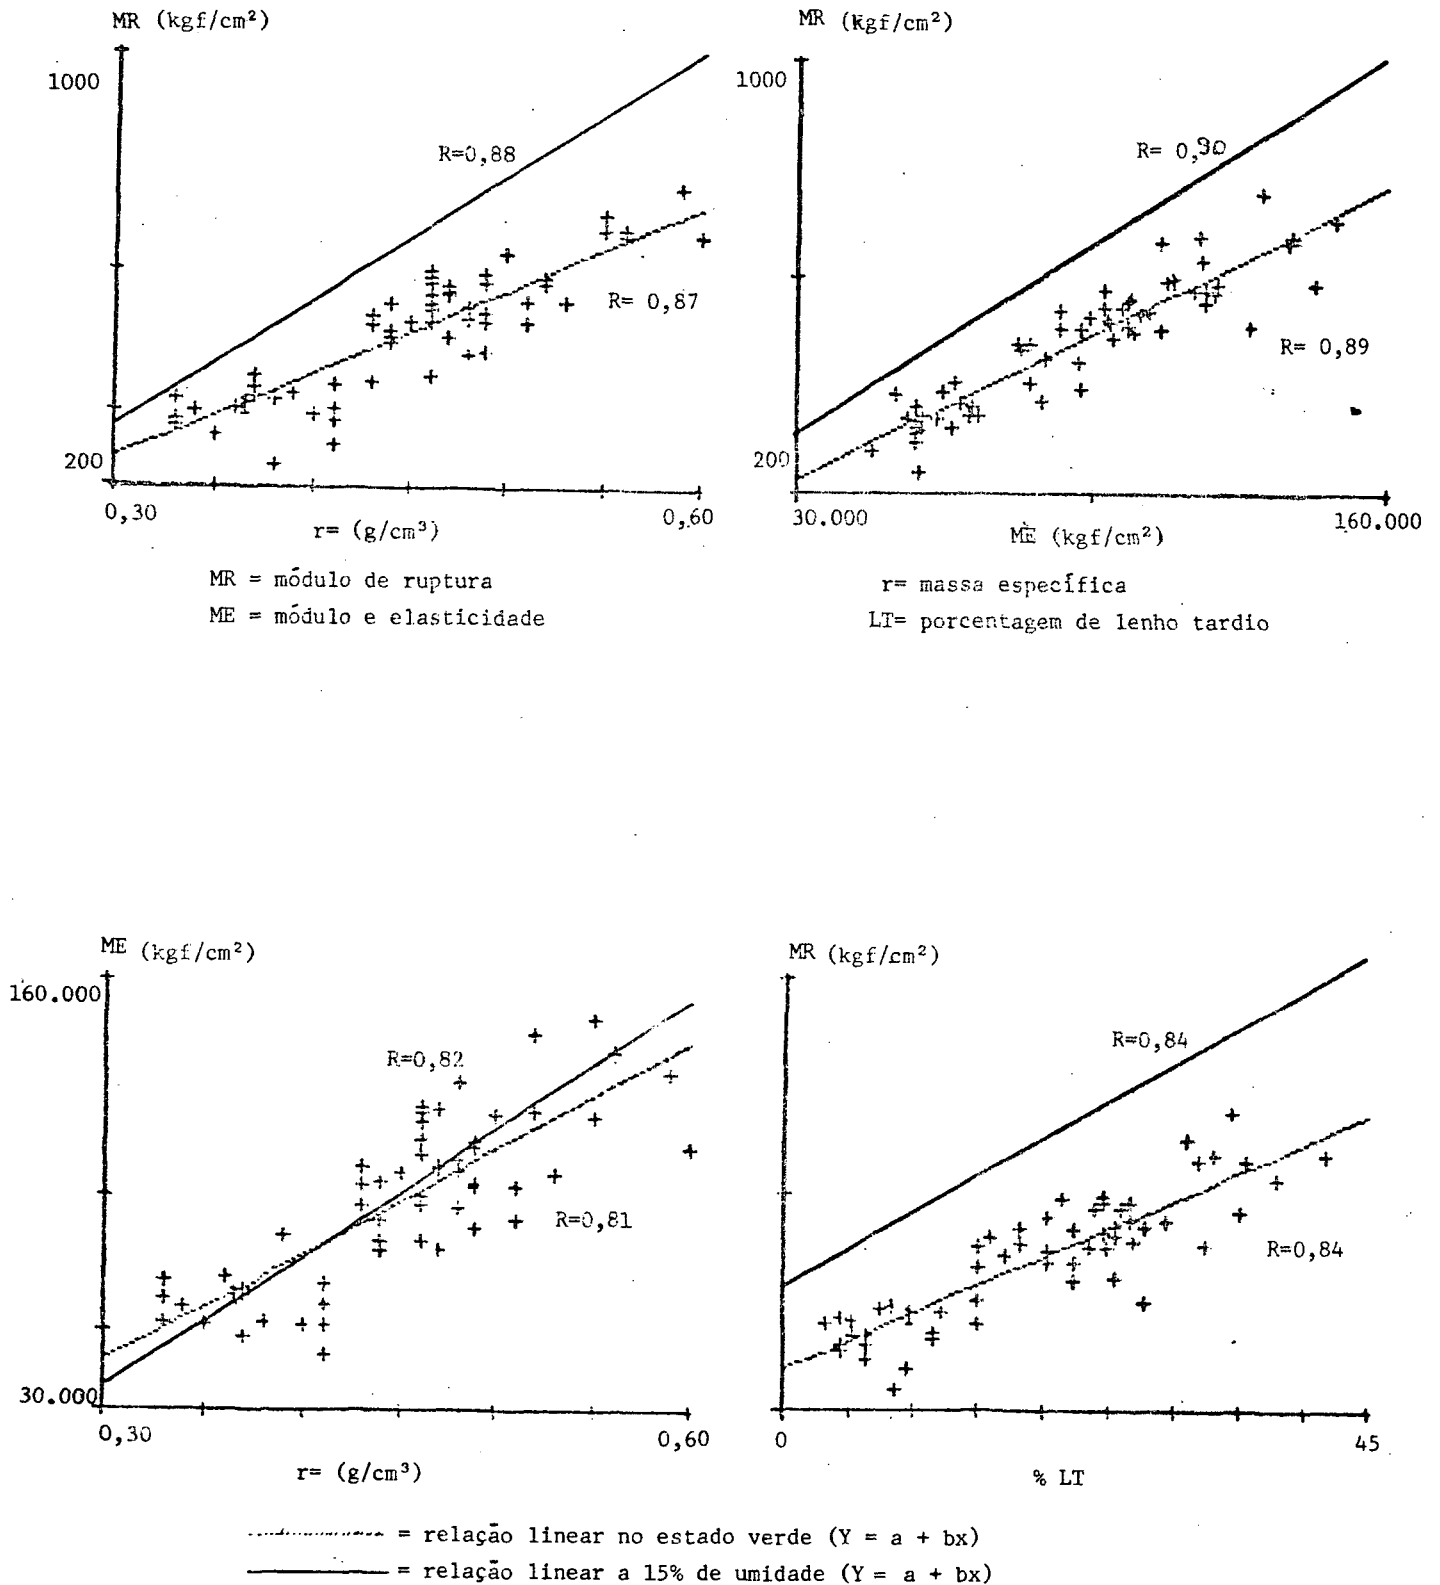 MR (kgf/cm²)
1000
R=0,88
R= 0,87
200
0,30
0,60
r= (g/cm³)
MR (kgf/cm²)
1000
R= 0,90
R= 0,89
200
30.000
160.000
ME (kgf/cm²)
MR = módulo de ruptura
ME = módulo e elasticidade
r= massa específica
LT= porcentagem de lenho tardio
ME (kgf/cm²)
160.000
R=0,82
R=0,81
30.000
0,30
0,60
r= (g/cm³)
MR (kgf/cm²)
R=0,84
R=0,84
0
45
% LT
= relação linear no estado verde (Y = a + bx)
= relação linear a 15% de umidade (Y = a + bx)